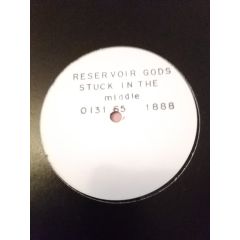 RESERVOIR GODS
STUCK IN THE
middle
0131 65 1888